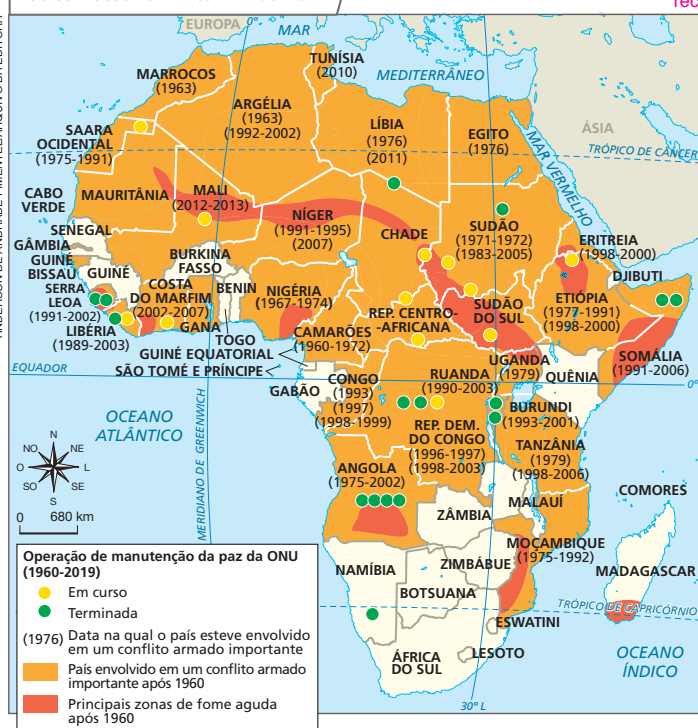 EUROPA
0°
MAR
MEDITERRÂNEO
TUNÍSIA
(2010)
MARROCOS
(1963)
ARGÉLIA
(1963)
(1992-2002)
LÍBIA
(1976)
(2011)
EGITO
(1976)
ÁSIA
MAR VERMELHO
TRÓPICO DE CÂNCER
SAARA
OCIDENTAL
(1975-1991)
CABO
VERDE
MAURITÂNIA
MALI
(2012-2013)
NÍGER
(1991-1995)
(2007)
CHADE
SUDÃO
(1971-1972)
(1983-2005)
ERITREIA
(1998-2000)
DJIBUTI
SENEGAL
GÂMBIA
GUINÉ
BISSAU
GUINÉ
SERRA
LEOA
(1991-2002)
LIBÉRIA
(1989-2003)
BURKINA
FASSO
COSTA
DO MARFIM
(2002-2007)
GANA
BENIN
TOGO
NIGÉRIA
(1967-1974)
CAMARÕES
(1960-1972)
REP. CENTRO-
-AFRICANA
SUDÃO
DO SUL
ETIÓPIA
(1977-1991)
(1998-2000)
SOMÁLIA
(1991-2006)
GUINÉ EQUATORIAL
SÃO TOMÉ E PRÍNCIPE
EQUADOR
0°
GABÃO
CONGO
(1993)
(1997)
(1998-1999)
RUANDA
(1990-2003)
UGANDA
(1979)
QUÊNIA
BURUNDI
(1993-2001)
REP. DEM.
DO CONGO
(1996-1997)
(1998-2003)
TANZÂNIA
(1979)
(1998-2006)
OCEANO
ATLÂNTICO
MERIDIANO DE GREENWICH
ANGOLA
(1975-2002)
ZÂMBIA
MALAUÍ
COMORES
MOÇAMBIQUE
(1975-1992)
MADAGASCAR
NAMÍBIA
ZIMBÁBUE
BOTSUANA
TRÓPICO DE CAPRICÓRNIO
ESWATINI
LESOTO
ÁFRICA
DO SUL
OCEANO
ÍNDICO
30° L
N
NO
NE
O
L
SO
SE
S
0
680 km
Operação de manutenção da paz da ONU
(1960-2019)
Em curso
Terminada
(1976) Data na qual o país esteve envolvido
em um conflito armado importante
País envolvido em um conflito armado
importante após 1960
Principais zonas de fome aguda
após 1960